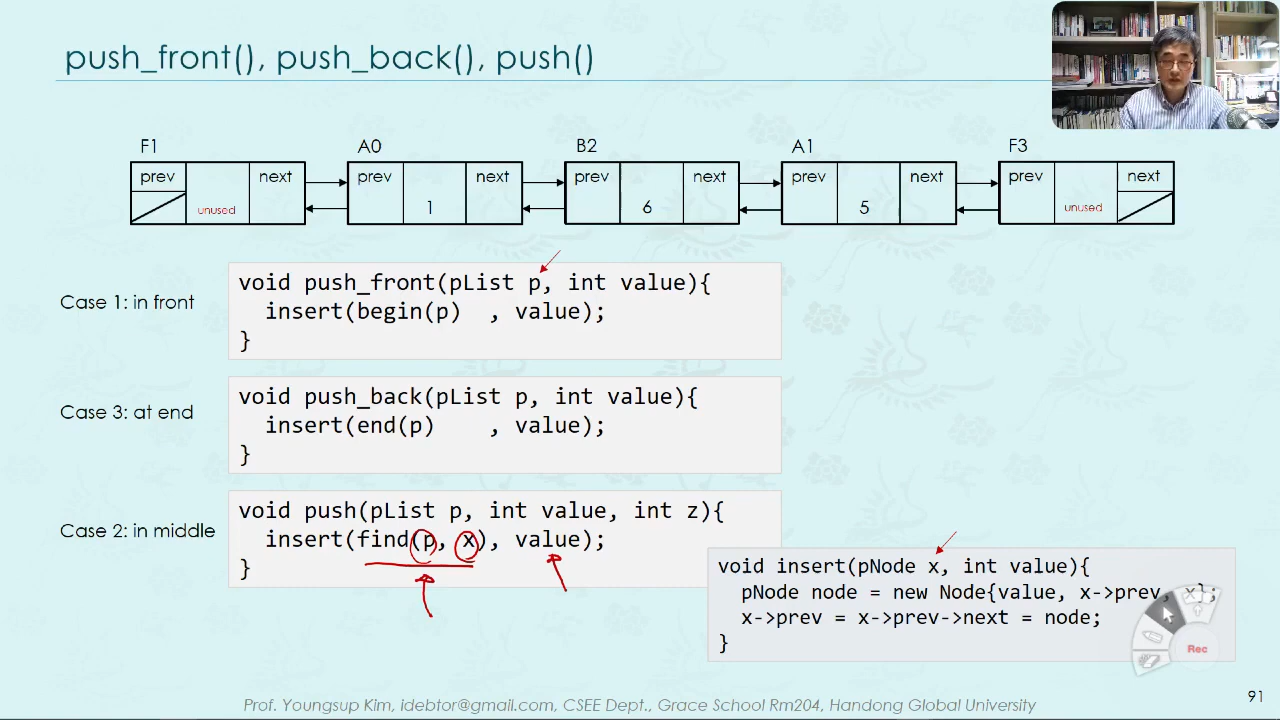 push_front(), push_back(), push()
F1 A0 B2 A1 F3
prev next prev next prev next prev next prev next
unused 1 6 5 unused
Case 1: in front
void push_front(pList p, int value){
insert(begin(p) , value);
}
Case 3: at end
void push_back(pList p, int value){
insert(end(p) , value);
}
Case 2: in middle
void push(pList p, int value, int z){
insert(find(p, x), value);
}
void insert(pNode x, int value){
pNode node = new Node{value, x->prev, x};
x->prev = x->prev->next = node;
}
Rec
Prof. Youngsup Kim, idebtor@gmail.com, CSEE Dept., Grace School Rm204, Handong Global University
91